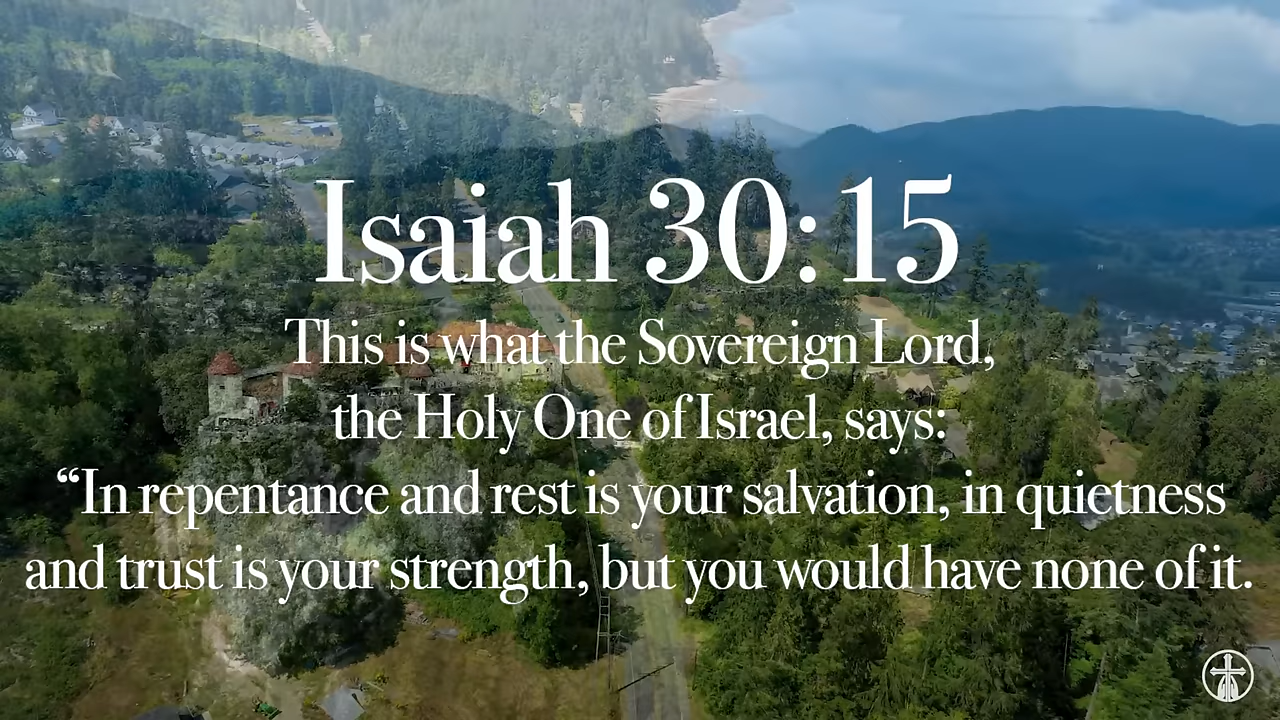 Isaiah 30:15
This is what the Sovereign Lord,
the Holy One of Israel, says:
“In repentance and rest is your salvation, in quietness
and trust is your strength, but you would have none of it.